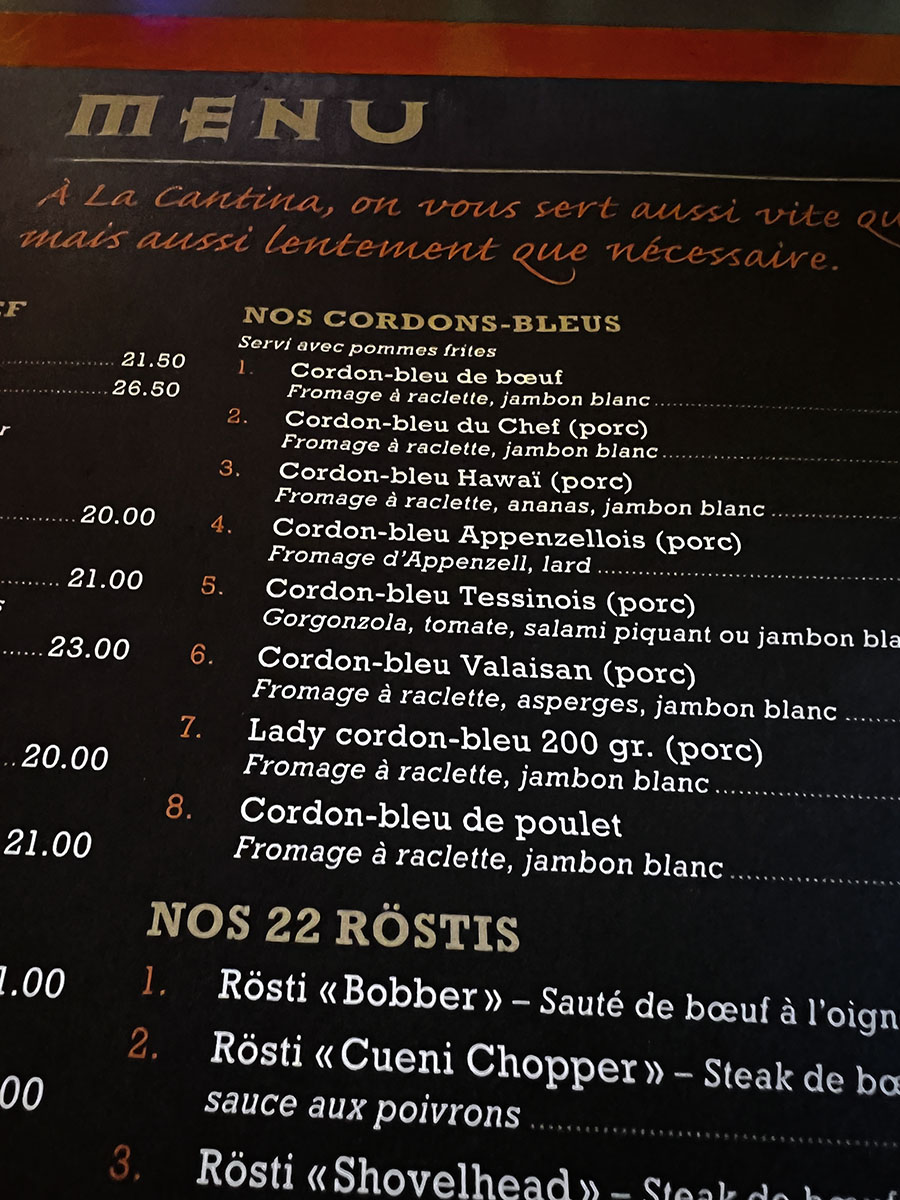 MENU
À La Cantina, on vous sert aussi vite
mais aussi lentement que nécessaire.
21.50
26.50
20.00
21.00
23.00
20.00
21.00
NOS CORDONS-BLEUS
Servi avec pommes frites
1. Cordon-bleu de bœuf
Fromage à raclette, jambon blanc
2. Cordon-bleu du Chef (porc)
Fromage à raclette, jambon blanc
3. Cordon-bleu Hawaï (porc)
Fromage à raclette, ananas, jambon blanc
4. Cordon-bleu Appenzellois (porc)
Fromage d'Appenzell, lard
5. Cordon-bleu Tessinois (porc)
Gorgonzola, tomate, salami piquant ou jambon
6. Cordon-bleu Valaisan (porc)
Fromage à raclette, asperges, jambon blanc
7. Lady cordon-bleu 200 gr. (porc)
Fromage à raclette, jambon blanc
8. Cordon-bleu de poulet
Fromage à raclette, jambon blanc
NOS 22 RÖSTIS
1. Rösti «Bobber» – Sauté de bœuf à
2. Rösti «Cueni Chopper» – Steak de
sauce aux poivrons
3. Rösti «Shovelhead» – Steak de bœuf